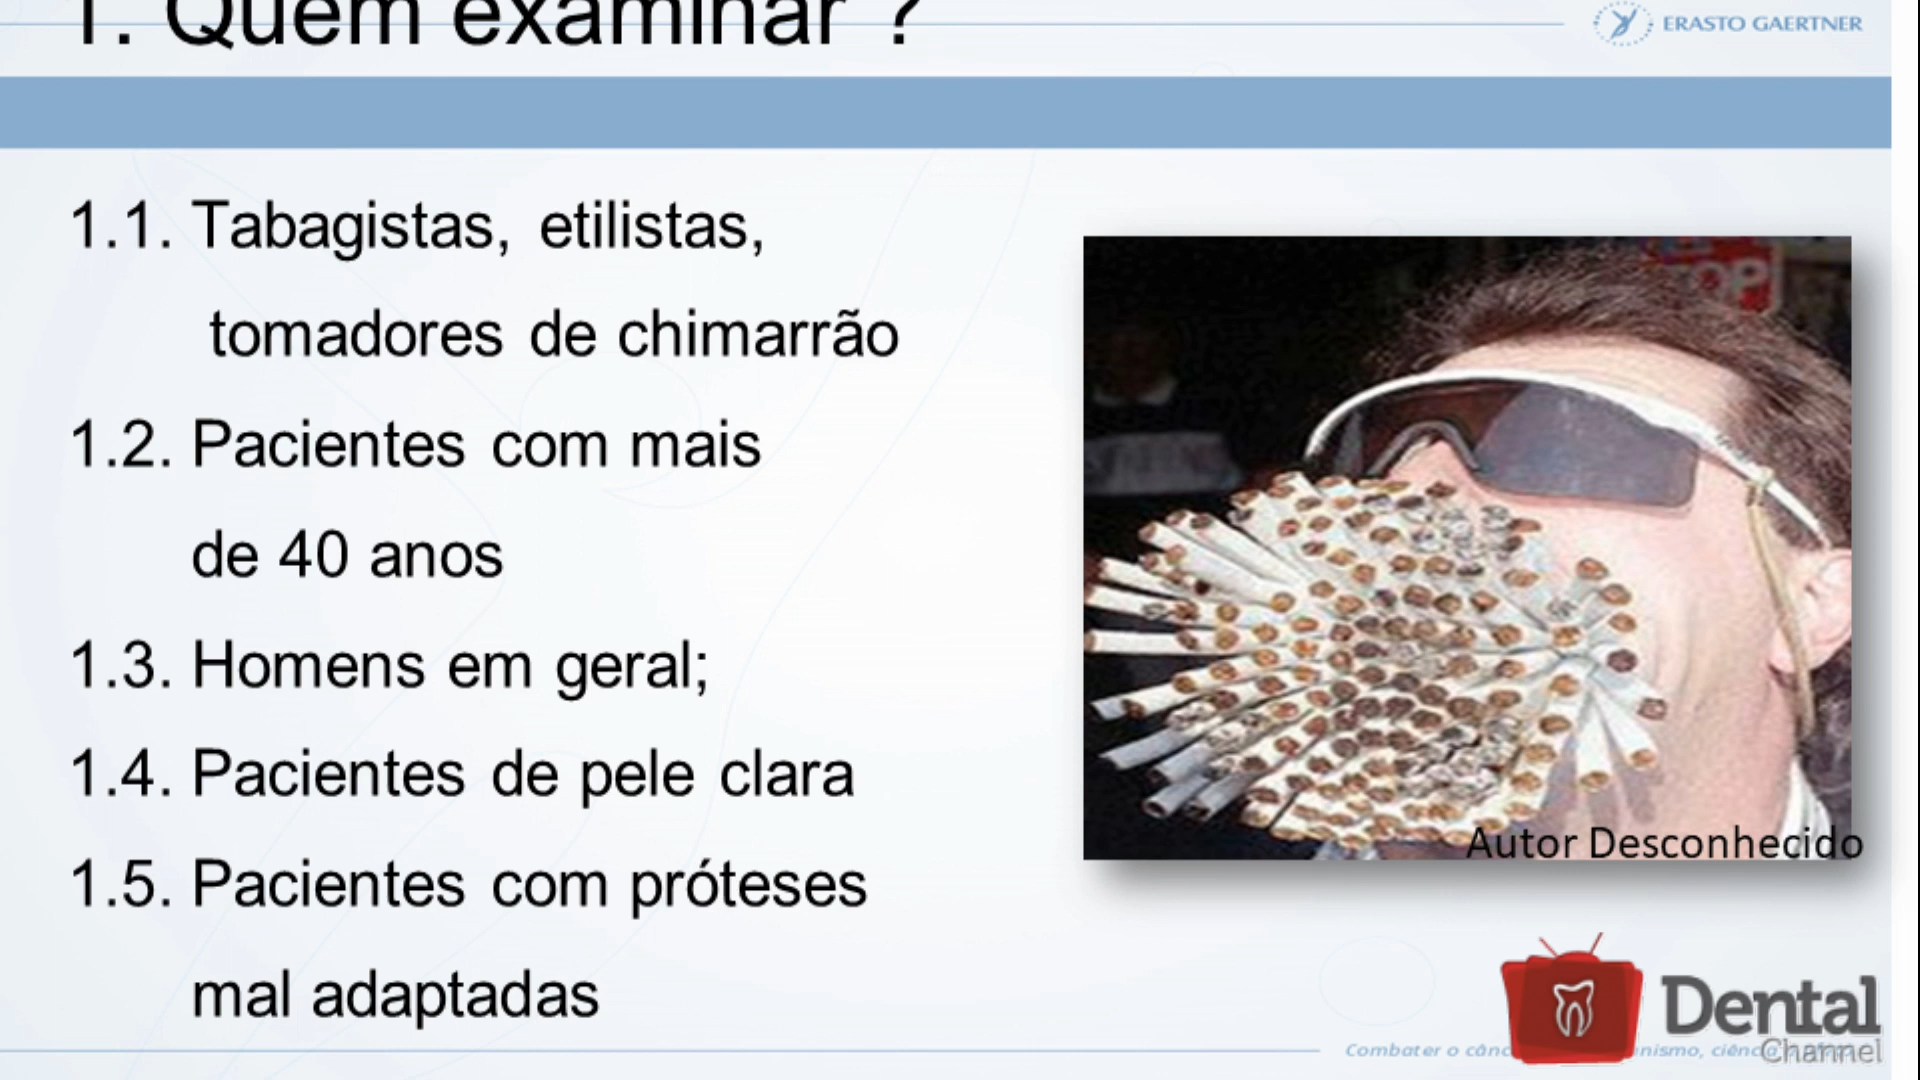 1. Quem examinar ?
ERASTO GAERTNER
1.1. Tabagistas, etilistas,
tomadores de chimarrão
1.2. Pacientes com mais
de 40 anos
1.3. Homens em geral;
1.4. Pacientes de pele clara
1.5. Pacientes com próteses
mal adaptadas
Autor Desconhecido
Dental
Channel
Combater o